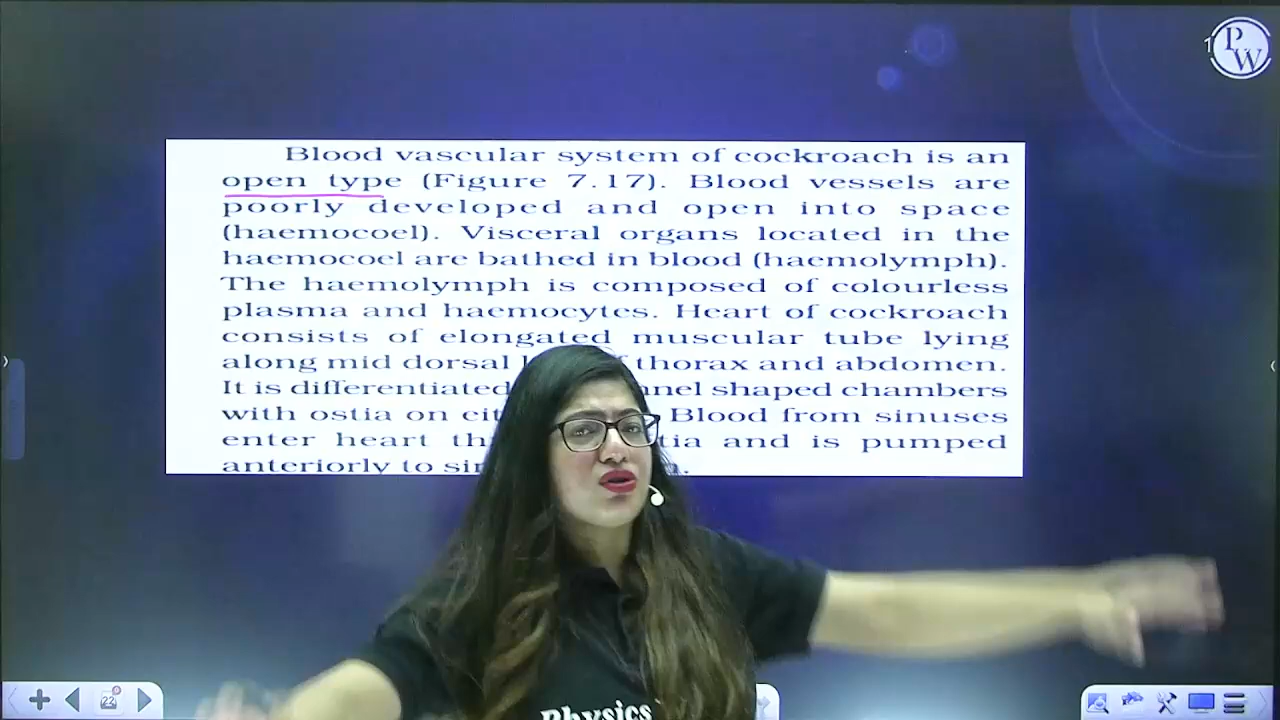 PW
Blood vascular system of cockroach is an
open type (Figure 7.17). Blood vessels are
poorly developed and open into space
(haemocoel). Visceral organs located in the
haemocoel are bathed in blood (haemolymph).
The haemolymph is composed of colourless
plasma and haemocytes. Heart of cockroach
consists of elongated muscular tube lying
along mid dorsal thorax and abdomen.
It is differentiated shaped chambers
with ostia on Blood from sinuses
enter heart and is pumped
anteriorly to
22
Physics